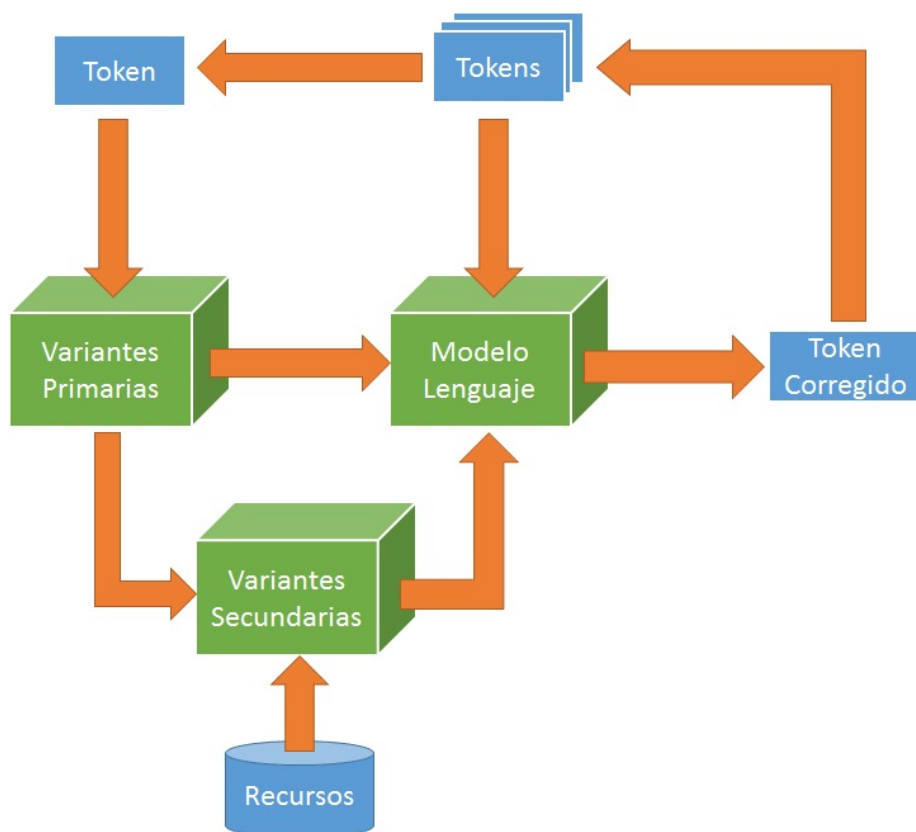 Token
Tokens
Variantes
Primarias
Modelo
Lenguaje
Token
Corregido
Variantes
Secundarias
Recursos